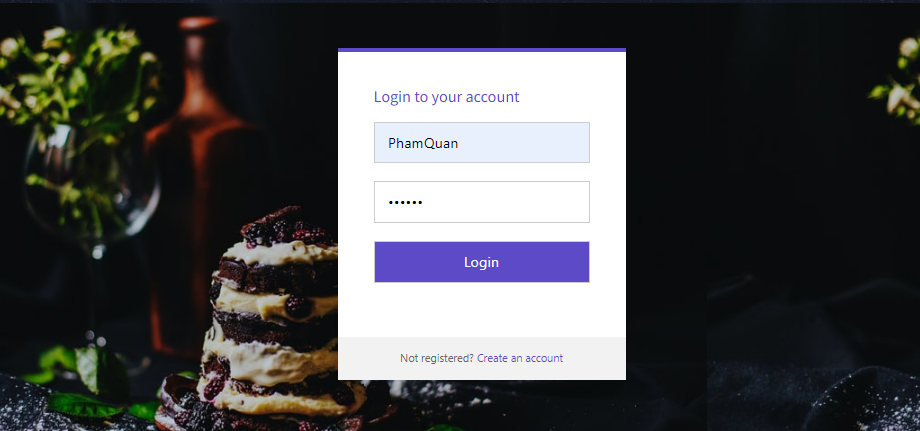 Login to your account
PhamQuan
••••••
Login
Not registered? Create an account